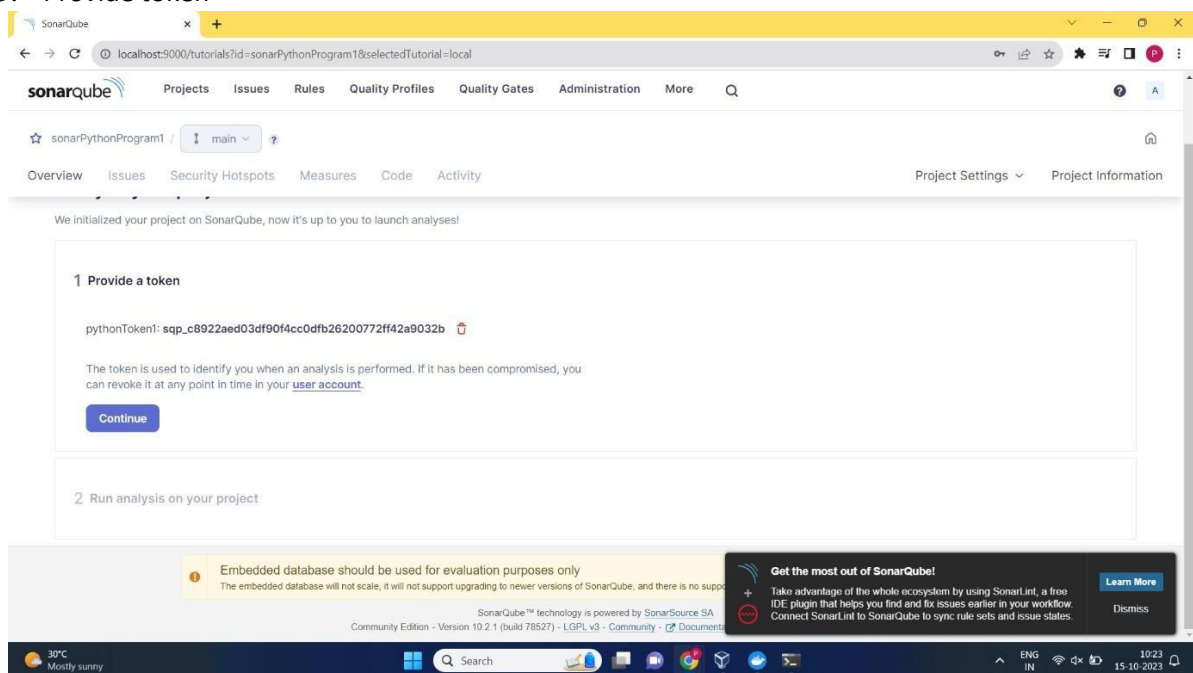 Provide token
SonarQube
localhost:9000/tutorials?id=sonarPythonProgram1&selectedTutorial=local
P
sonarqube Projects Issues Rules Quality Profiles Quality Gates Administration More A
sonarPythonProgram1 / main
Overview Issues Security Hotspots Measures Code Activity Project Settings Project Information
We initialized your project on SonarQube, now it's up to you to launch analyses!
1 Provide a token
pythonToken1: sqp_c8922aed03df90f4cc0dfb26200772ff42a9032b
The token is used to identify you when an analysis is performed. If it has been compromised, you
can revoke it at any point in time in your user account.
Continue
2 Run analysis on your project
Embedded database should be used for evaluation purposes only
The embedded database will not scale, it will not support upgrading to newer versions of SonarQube, and there is no suppo
SonarQube™ technology is powered by SonarSource SA
Community Edition - Version 10.2.1 (build 78527) - LGPL v3 - Community - Documenta
Get the most out of SonarQube!
Take advantage of the whole ecosystem by using SonarLint, a free
IDE plugin that helps you find and fix issues earlier in your workflow.
Connect SonarLint to SonarQube to sync rule sets and issue states.
Learn More
Dismiss
30°C
Mostly sunny
Search
ENG
IN
10:23
15-10-2023